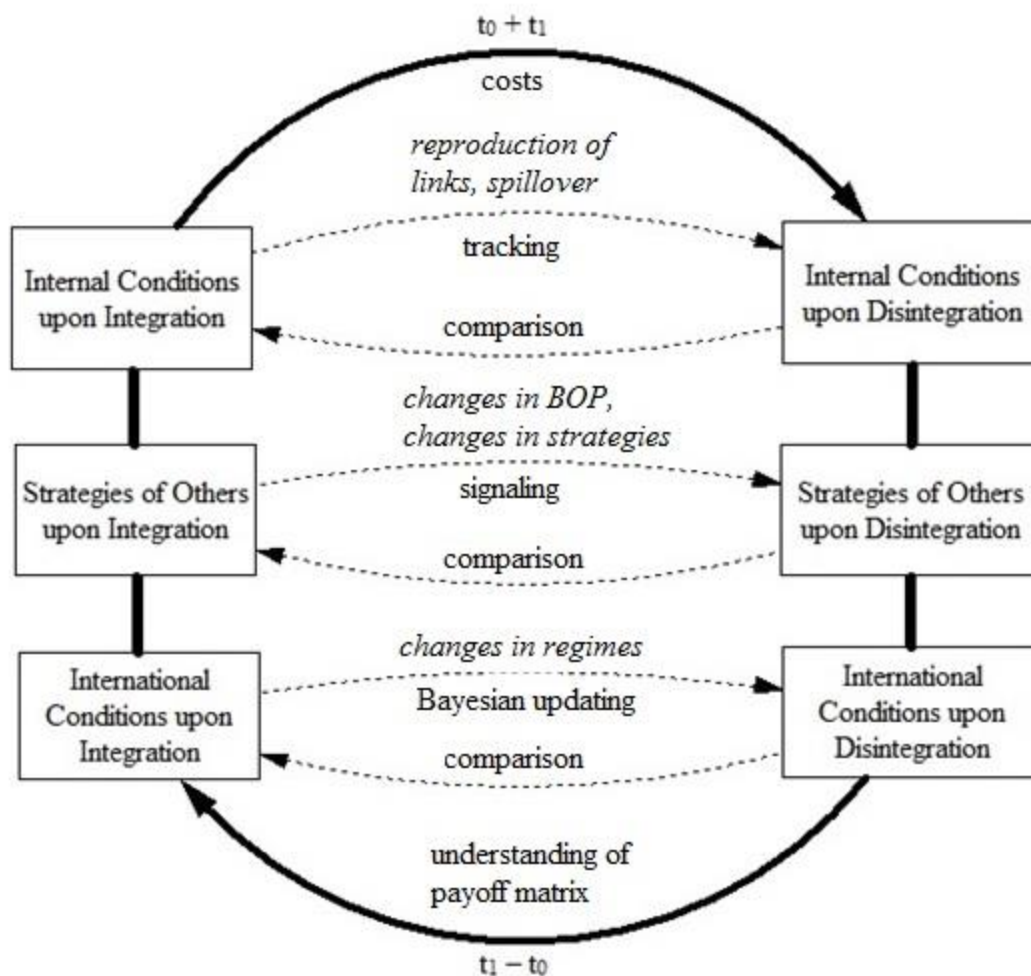 t₀ + t₁
costs
reproduction of
links, spillover
tracking
Internal Conditions
upon Integration
Internal Conditions
upon Disintegration
comparison
changes in BOP,
changes in strategies
signaling
Strategies of Others
upon Integration
Strategies of Others
upon Disintegration
comparison
changes in regimes
Bayesian updating
International
Conditions upon
Integration
International
Conditions upon
Disintegration
comparison
understanding of
payoff matrix
t₁ – t₀